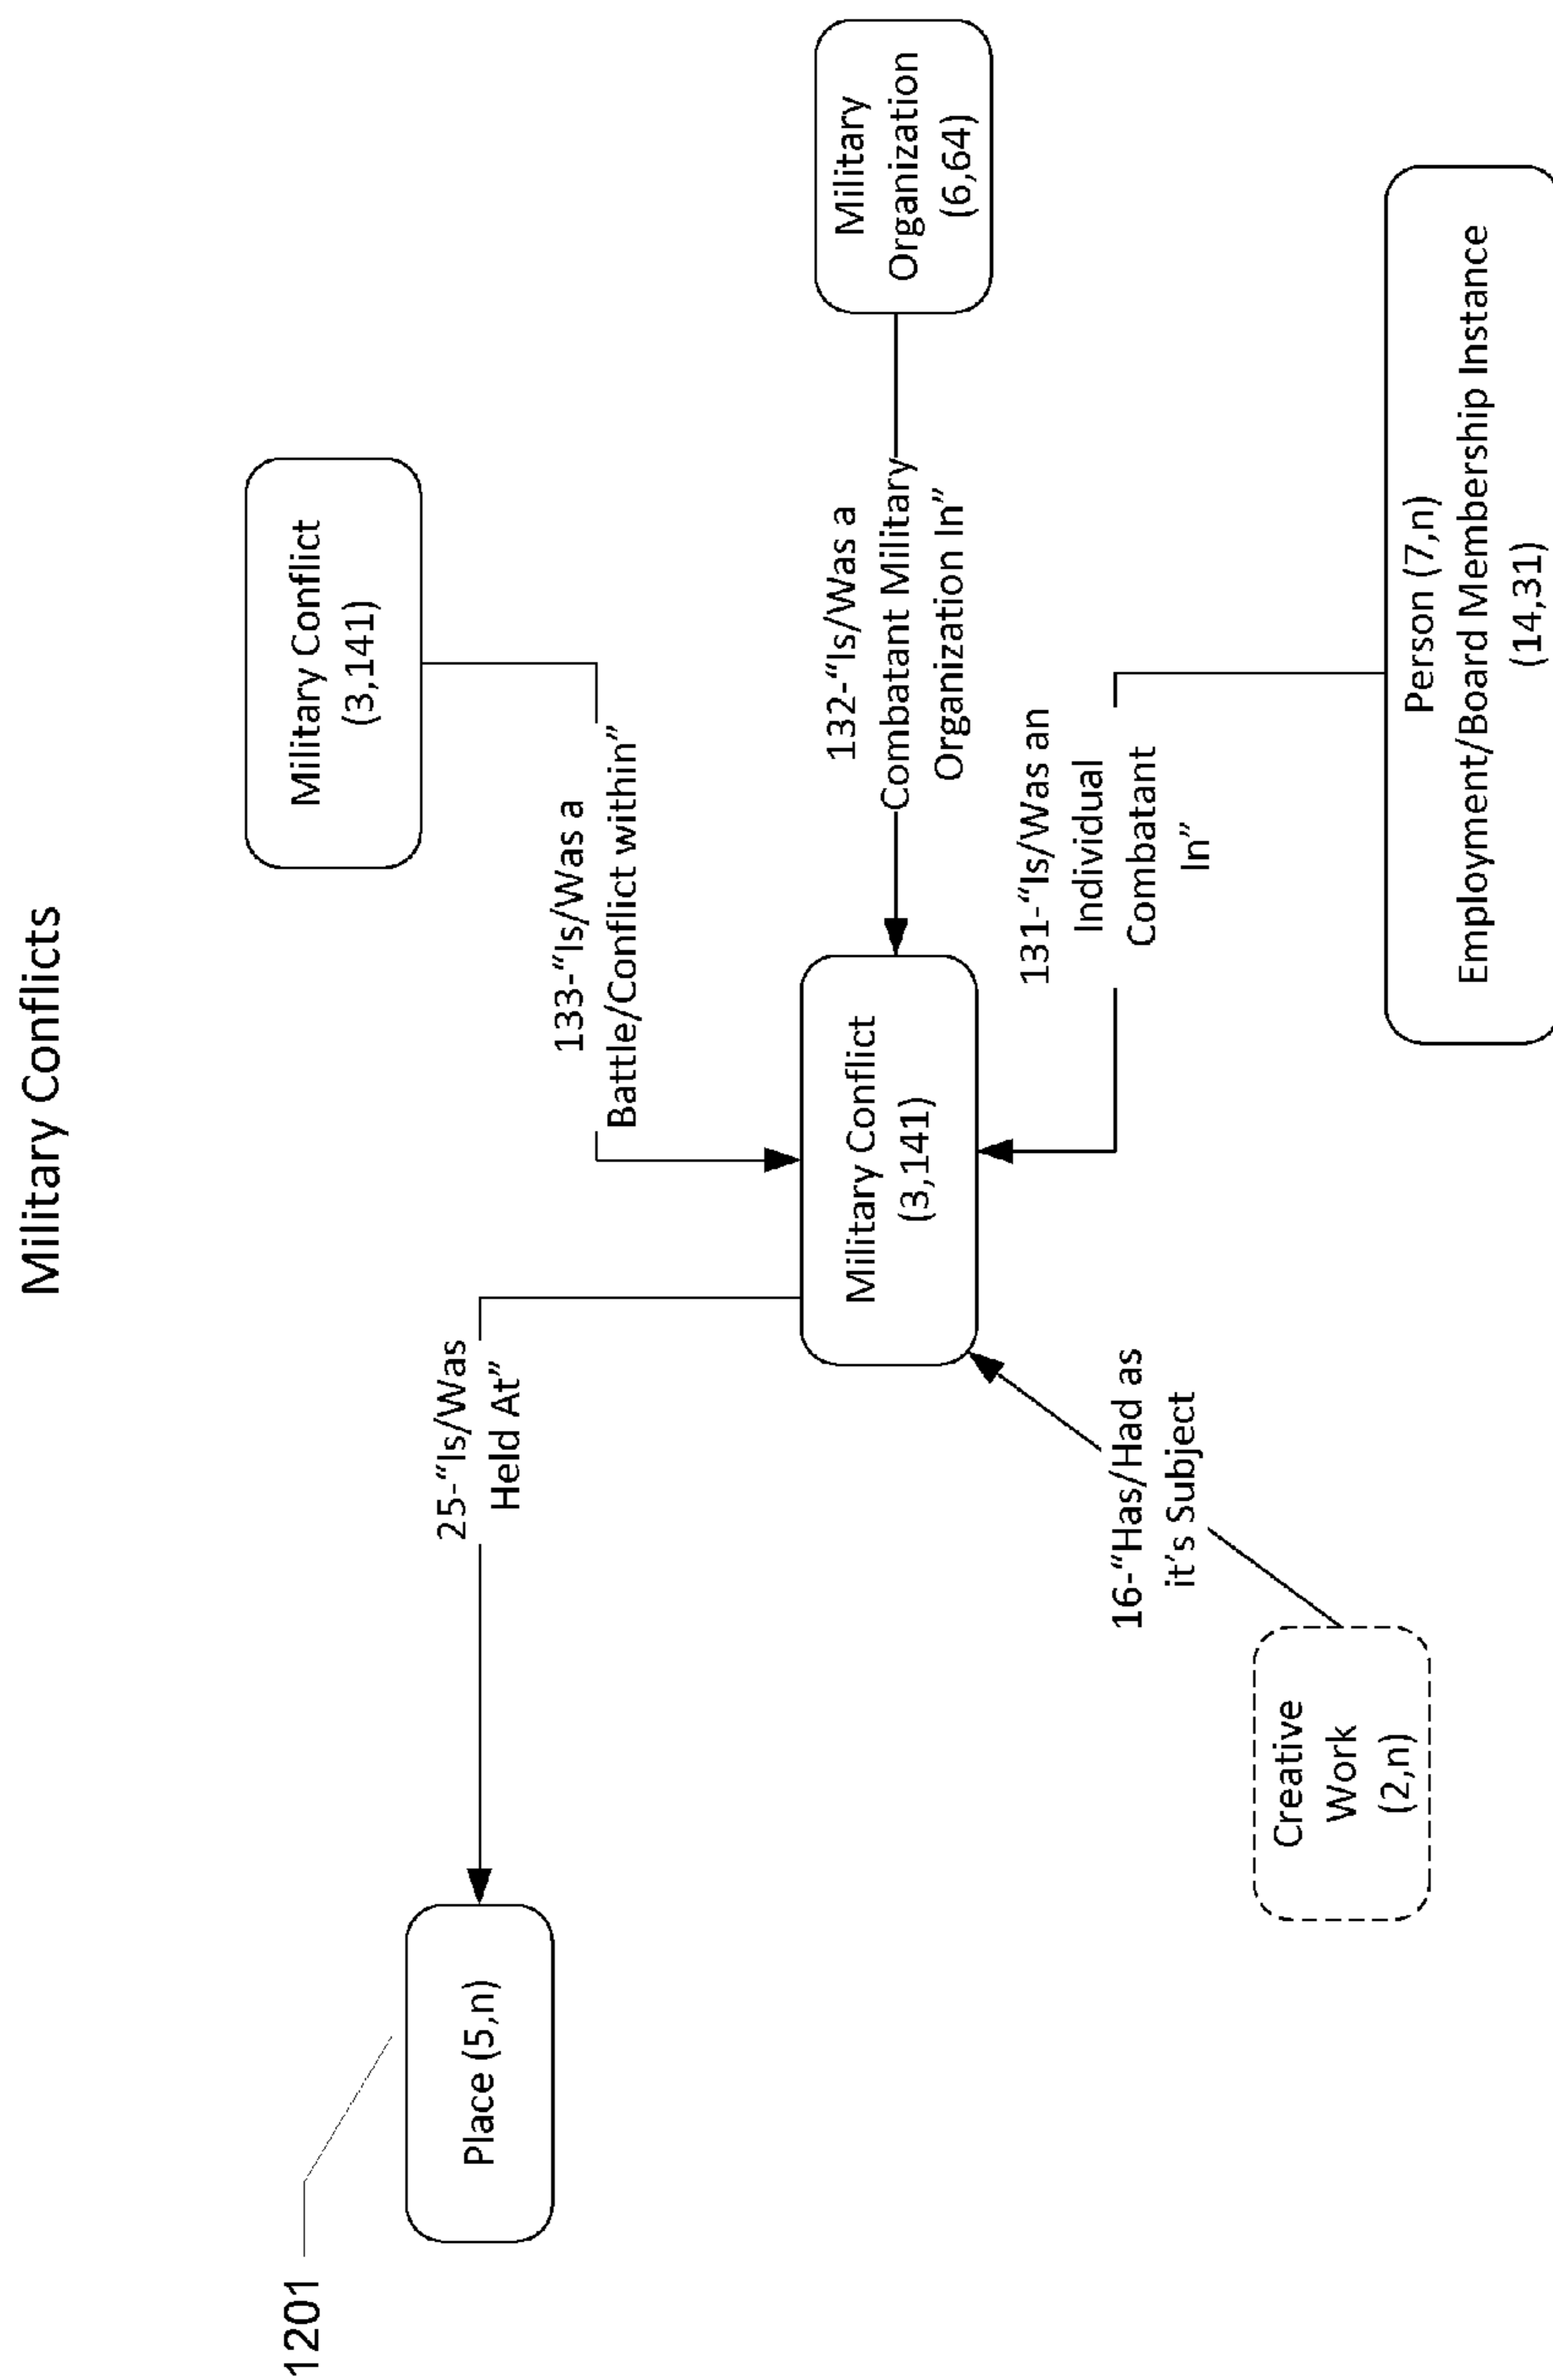 Military Conflicts
1201
Place (5,n)
25-“Is/Was
Held At”
Military Conflict
(3,141)
133-“Is/Was a
Battle/Conflict within”
Military Conflict
(3,141)
132-“Is/Was a
Combatant Military
Organization In”
Military
Organization
(6,64)
131-“Is/Was an
Individual
Combatant
In”
16-“Has/Had as
it’s Subject
Creative
Work
(2,n)
Person (7,n)
Employment/Board Membership Instance
(14,31)